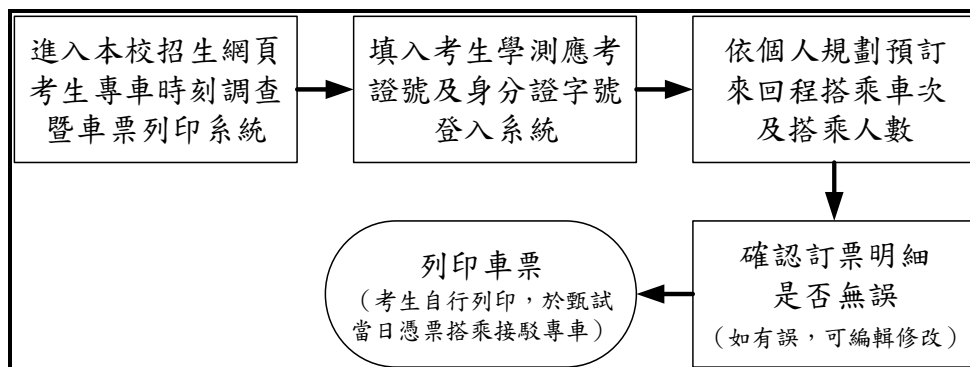 進入本校招生網頁
考生專車時刻調查
暨車票列印系統
填入考生學測應考
證號及身分證字號
登入系統
依個人規劃預訂
來回程搭乘車次
及搭乘人數
確認訂票明細
是否無誤
（如有誤，可編輯修改）
列印車票
（考生自行列印，於甄試
當日憑票搭乘接駁專車）